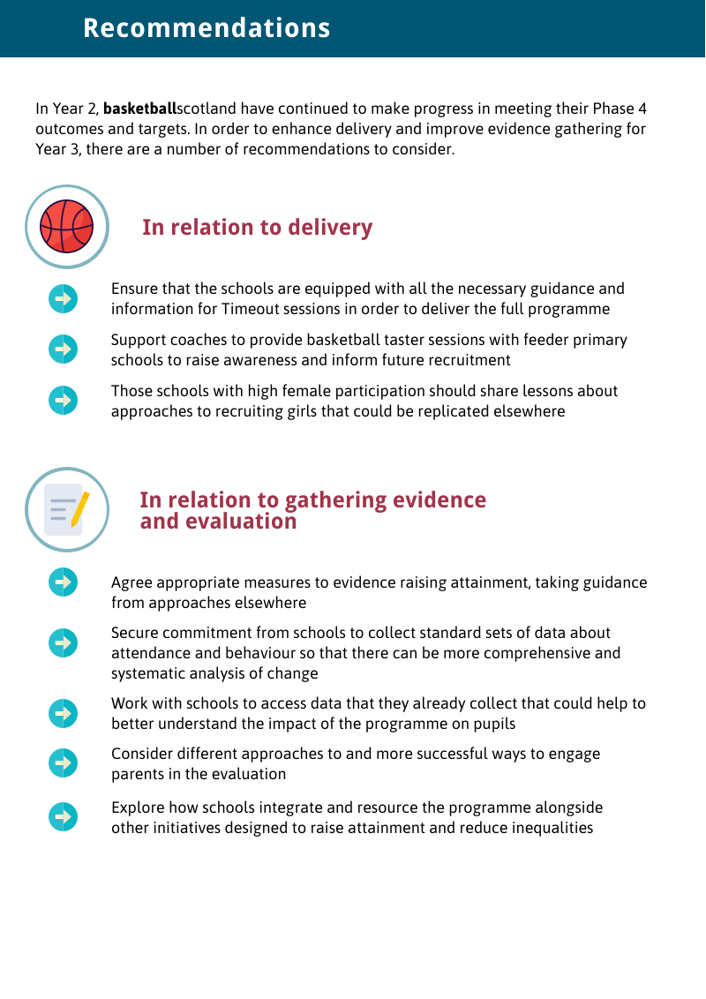 Recommendations
In Year 2, basketballscotland have continued to make progress in meeting their Phase 4
outcomes and targets. In order to enhance delivery and improve evidence gathering for
Year 3, there are a number of recommendations to consider.
In relation to delivery
Ensure that the schools are equipped with all the necessary guidance and
information for Timeout sessions in order to deliver the full programme
Support coaches to provide basketball taster sessions with feeder primary
schools to raise awareness and inform future recruitment
Those schools with high female participation should share lessons about
approaches to recruiting girls that could be replicated elsewhere
In relation to gathering evidence
and evaluation
Agree appropriate measures to evidence raising attainment, taking guidance
from approaches elsewhere
Secure commitment from schools to collect standard sets of data about
attendance and behaviour so that there can be more comprehensive and
systematic analysis of change
Work with schools to access data that they already collect that could help to
better understand the impact of the programme on pupils
Consider different approaches to and more successful ways to engage
parents in the evaluation
Explore how schools integrate and resource the programme alongside
other initiatives designed to raise attainment and reduce inequalities